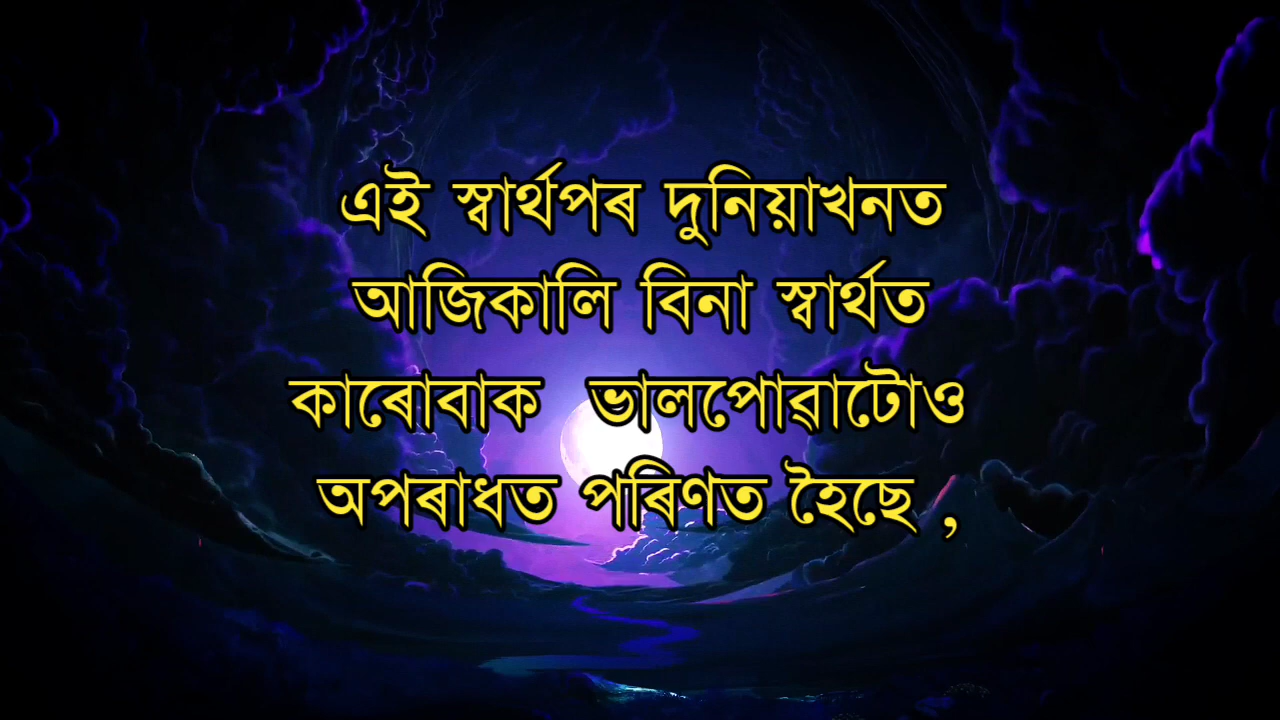 এই স্বাৰ্থপৰ দুনিয়াখনত
আজিকালি বিনা স্বাৰ্থত
কাৰোবাক ভালপোৱাটোও
অপৰাধত পৰিণত হৈছে ,